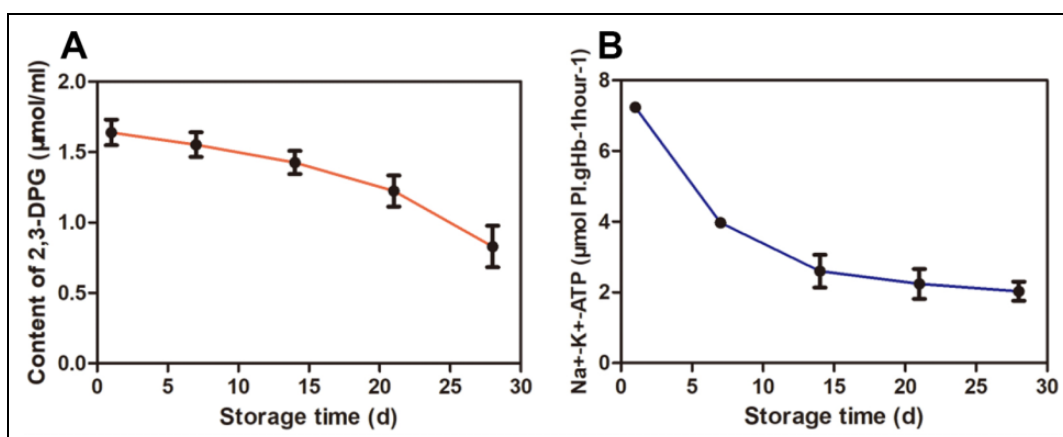 A
Content of 2,3-DPG (μmol/ml)
2.0
1.5
1.0
0.5
0.0
0 5 10 15 20 25 30
Storage time (d)
B
Na+-K+-ATP (μmol PI.gHb-1hour-1)
8
6
4
2
0
0 5 10 15 20 25 30
Storage time (d)